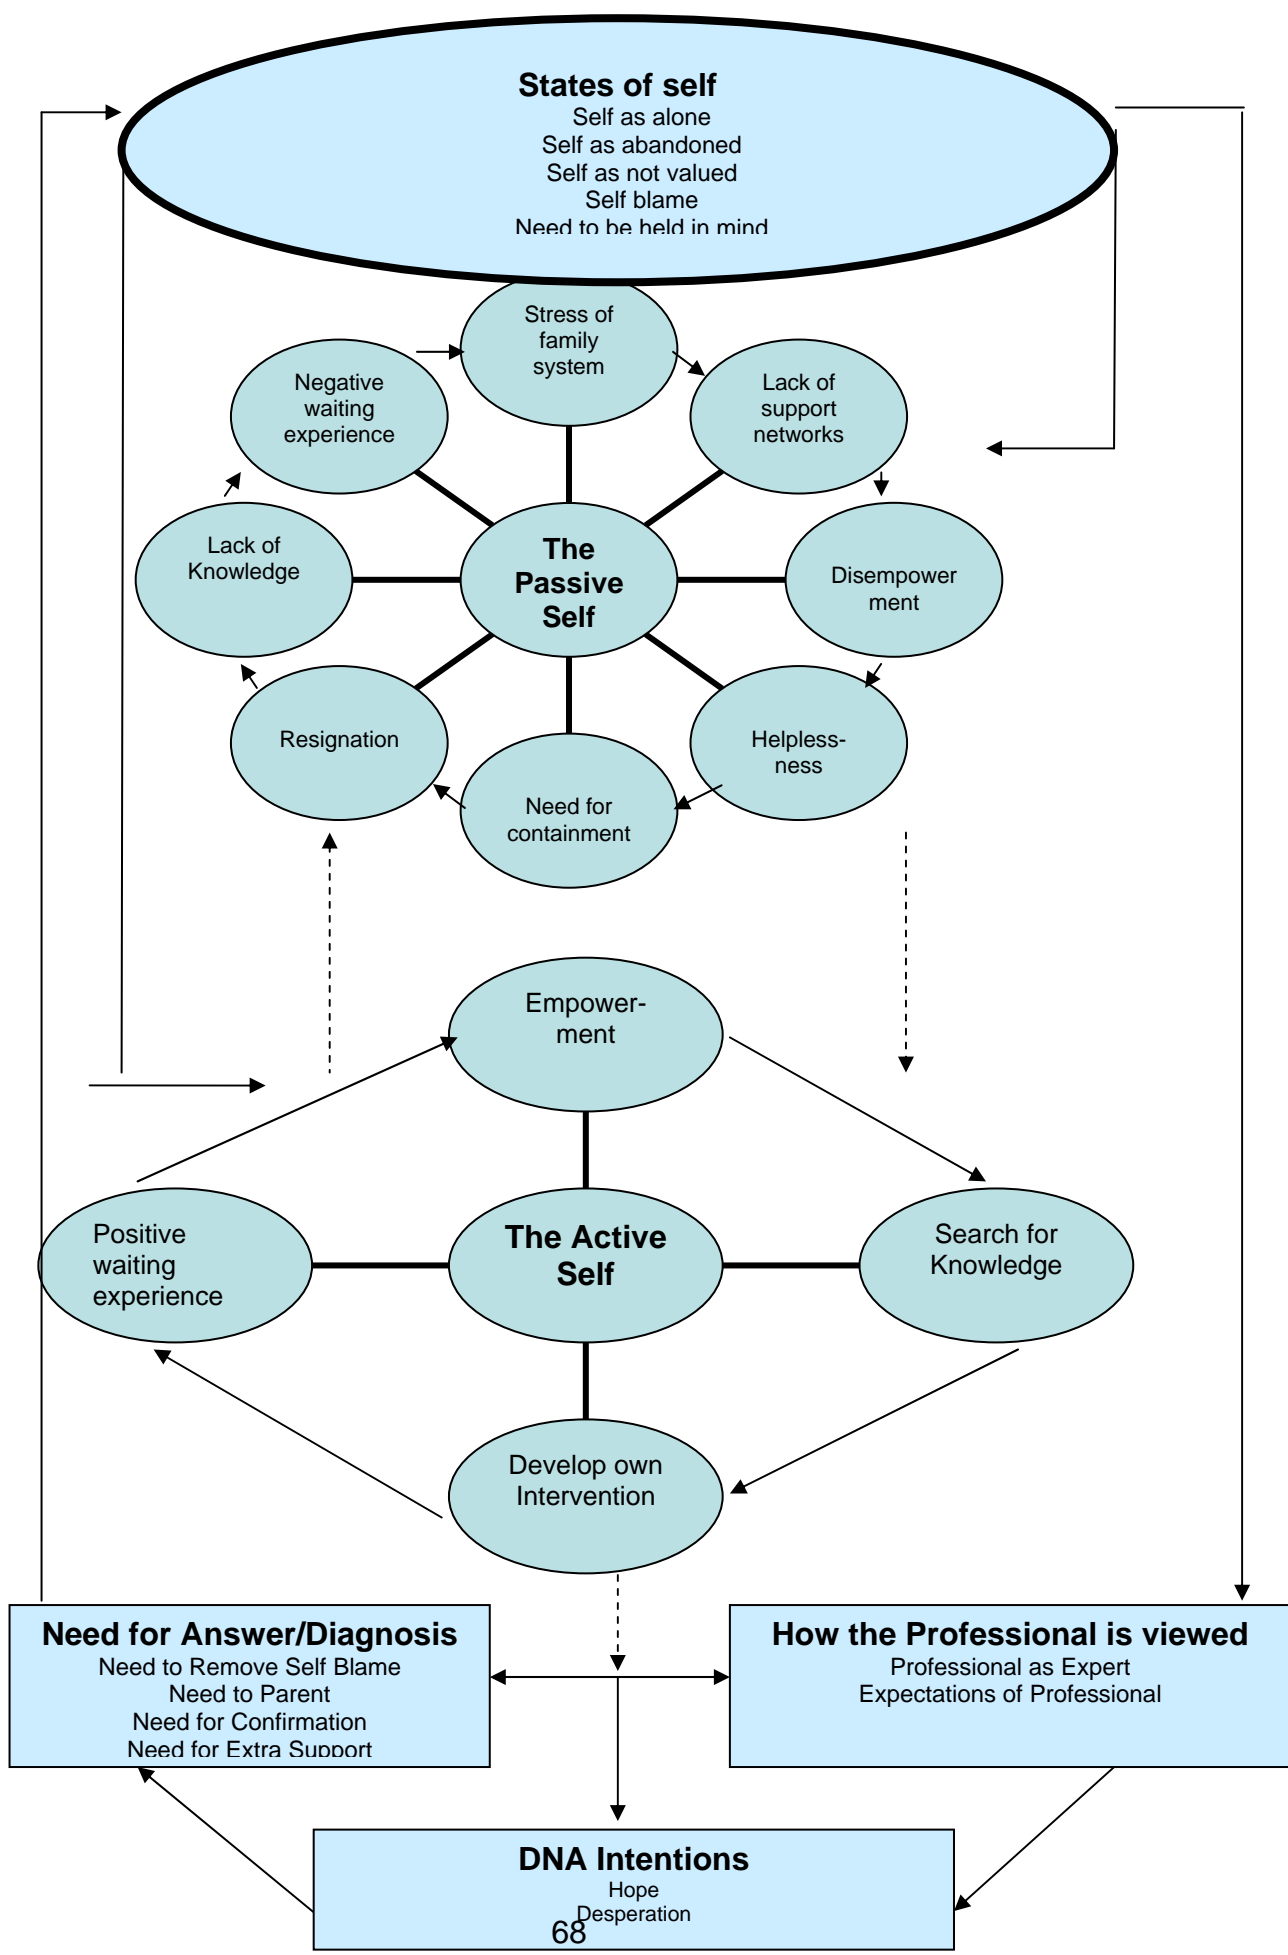 States of self
Self as alone
Self as abandoned
Self as not valued
Self blame
Need to be held in mind
Stress of
family
system
Negative
waiting
experience
Lack of
support
networks
Lack of
Knowledge
The
Passive
Self
Disempower
ment
Resignation
Helpless-
ness
Need for
containment
Empower-
ment
Positive
waiting
experience
The Active
Self
Search for
Knowledge
Develop own
Intervention
Need for Answer/Diagnosis
Need to Remove Self Blame
Need to Parent
Need for Confirmation
Need for Extra Support
How the Professional is viewed
Professional as Expert
Expectations of Professional
DNA Intentions
Hope
Desperation
68